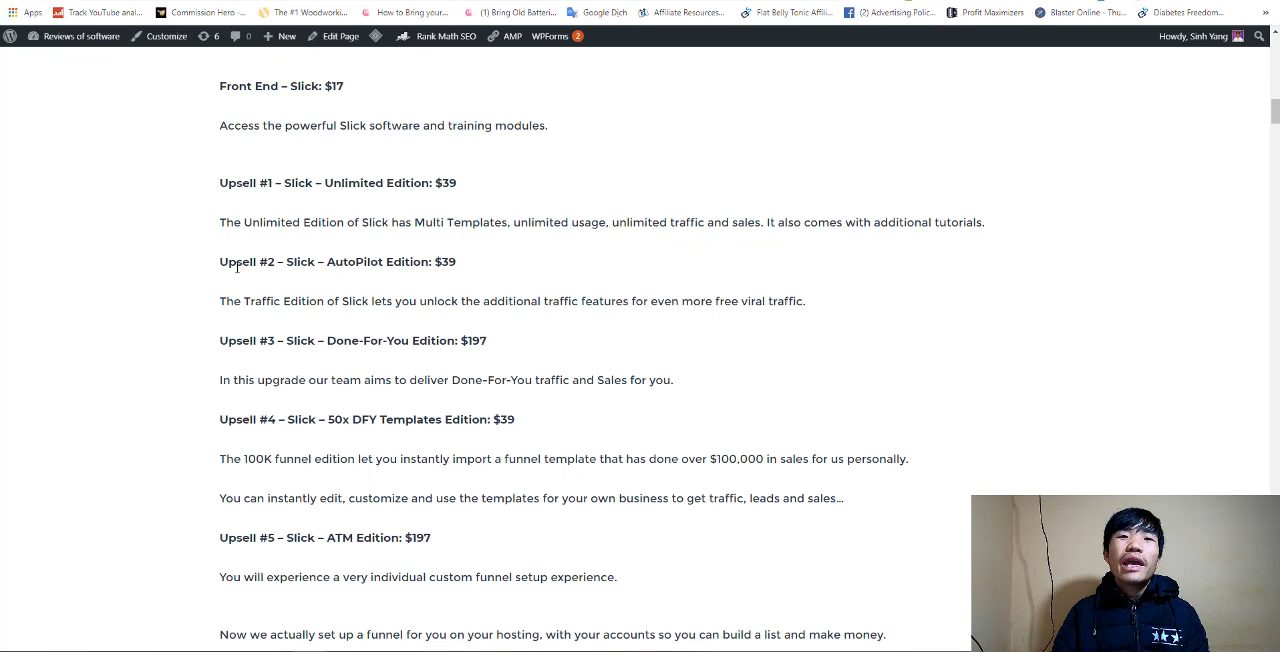 Apps Track YouTube anal... Commission Hero -... The #1 Woodworki... How to Bring your... (1) Bring Old Batteri... Google Dịch Affiliate Resources... Flat Belly Tonic Affili... (2) Advertising Polic... Profit Maximizers Blaster Online - Thu... Diabetes Freedom... »
Reviews of software Customize 6 0 New Edit Page Rank Math SEO AMP WPForms 2 Howdy, Sinh Yang
Front End – Slick: $17
Access the powerful Slick software and training modules.
Upsell #1 – Slick – Unlimited Edition: $39
The Unlimited Edition of Slick has Multi Templates, unlimited usage, unlimited traffic and sales. It also comes with additional tutorials.
Upsell #2 – Slick – AutoPilot Edition: $39
The Traffic Edition of Slick lets you unlock the additional traffic features for even more free viral traffic.
Upsell #3 – Slick – Done-For-You Edition: $197
In this upgrade our team aims to deliver Done-For-You traffic and Sales for you.
Upsell #4 – Slick – 50x DFY Templates Edition: $39
The 100K funnel edition let you instantly import a funnel template that has done over $100,000 in sales for us personally.
You can instantly edit, customize and use the templates for your own business to get traffic, leads and sales...
Upsell #5 – Slick – ATM Edition: $197
You will experience a very individual custom funnel setup experience.
Now we actually set up a funnel for you on your hosting, with your accounts so you can build a list and make money.